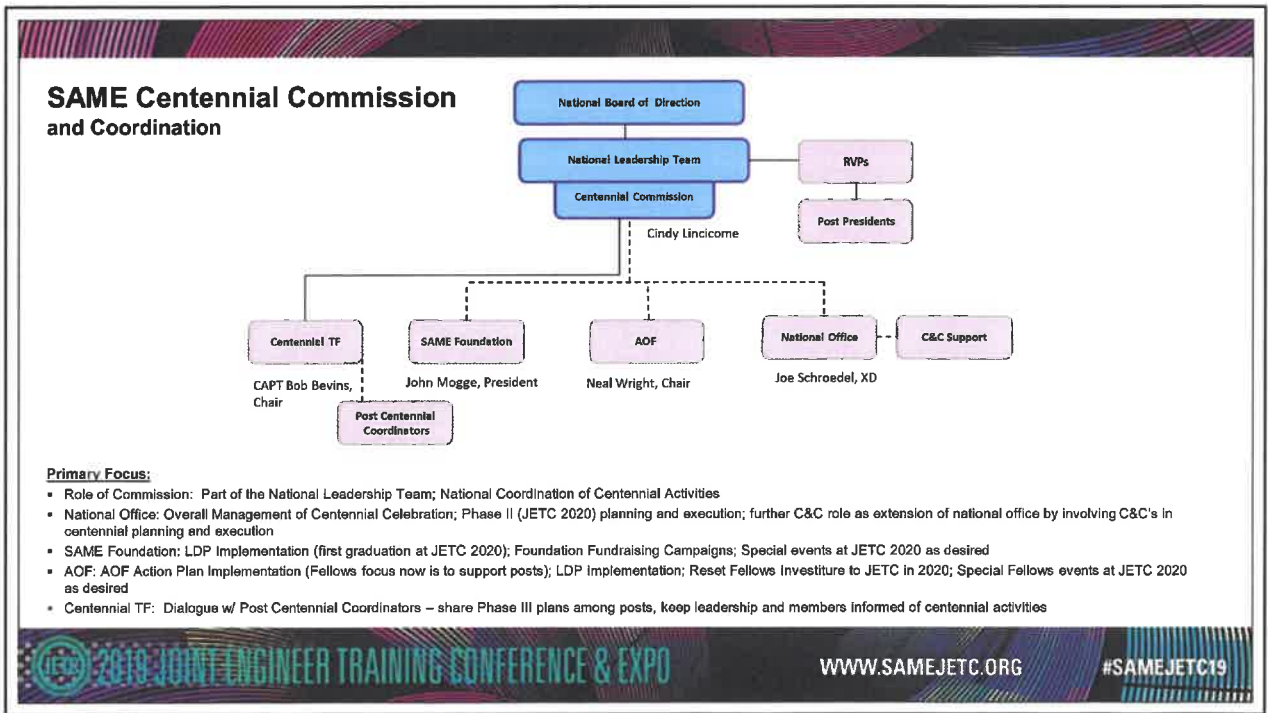 SAME Centennial Commission
and Coordination
National Board of Direction
National Leadership Team
RVPs
Centennial Commission
Post Presidents
Cindy Lincicome
Centennial TF
SAME Foundation
AOF
National Office
C&C Support
CAPT Bob Bevins,
Chair
John Mogge, President
Neal Wright, Chair
Joe Schroedel, XD
Post Centennial
Coordinators
Primary Focus:
▪ Role of Commission: Part of the National Leadership Team; National Coordination of Centennial Activities
▪ National Office: Overall Management of Centennial Celebration; Phase II (JETC 2020) planning and execution; further C&C role as extension of national office by involving C&C's in
centennial planning and execution
▪ SAME Foundation: LDP Implementation (first graduation at JETC 2020); Foundation Fundraising Campaigns; Special events at JETC 2020 as desired
▪ AOF: AOF Action Plan Implementation (Fellows focus now is to support posts); LDP Implementation; Reset Fellows Investiture to JETC in 2020; Special Fellows events at JETC 2020
as desired
▪ Centennial TF: Dialogue w/ Post Centennial Coordinators – share Phase III plans among posts, keep leadership and members informed of centennial activities
JETC
2019 JOINT ENGINEER TRAINING CONFERENCE & EXPO
WWW.SAMEJETC.ORG
#SAMEJETC19